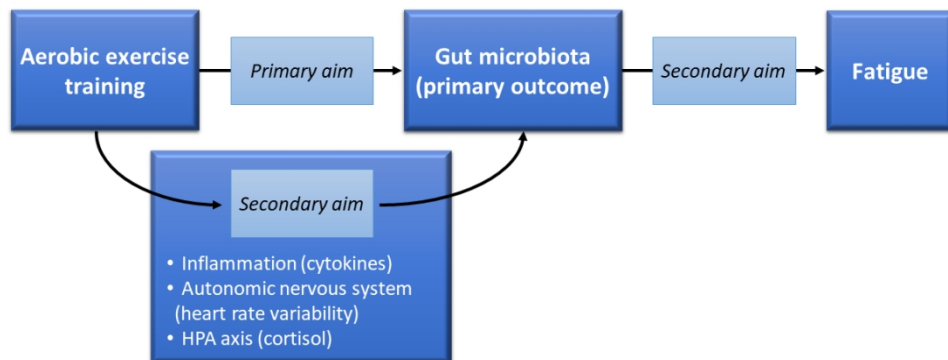 Aerobic exercise
training
Primary aim
Gut microbiota
(primary outcome)
Secondary aim
Fatigue
Secondary aim
• Inflammation (cytokines)
• Autonomic nervous system
(heart rate variability)
• HPA axis (cortisol)